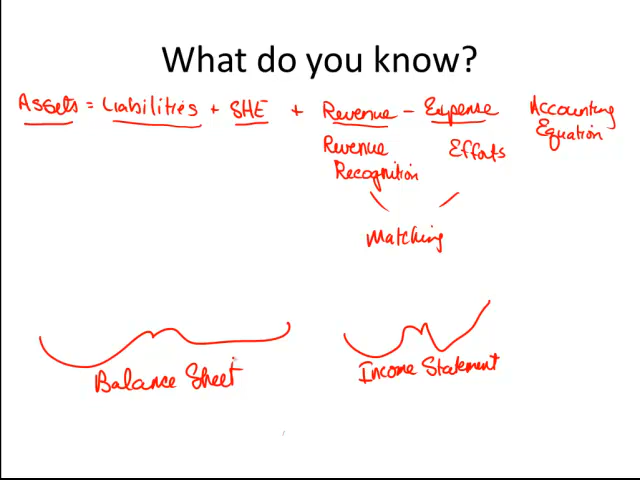 What do you know?
Assets = Liabilities + SHE + Revenue - Expense
Accounting
Equation
Revenue
Recognition
Efforts
Matching
Balance Sheet
Income Statement